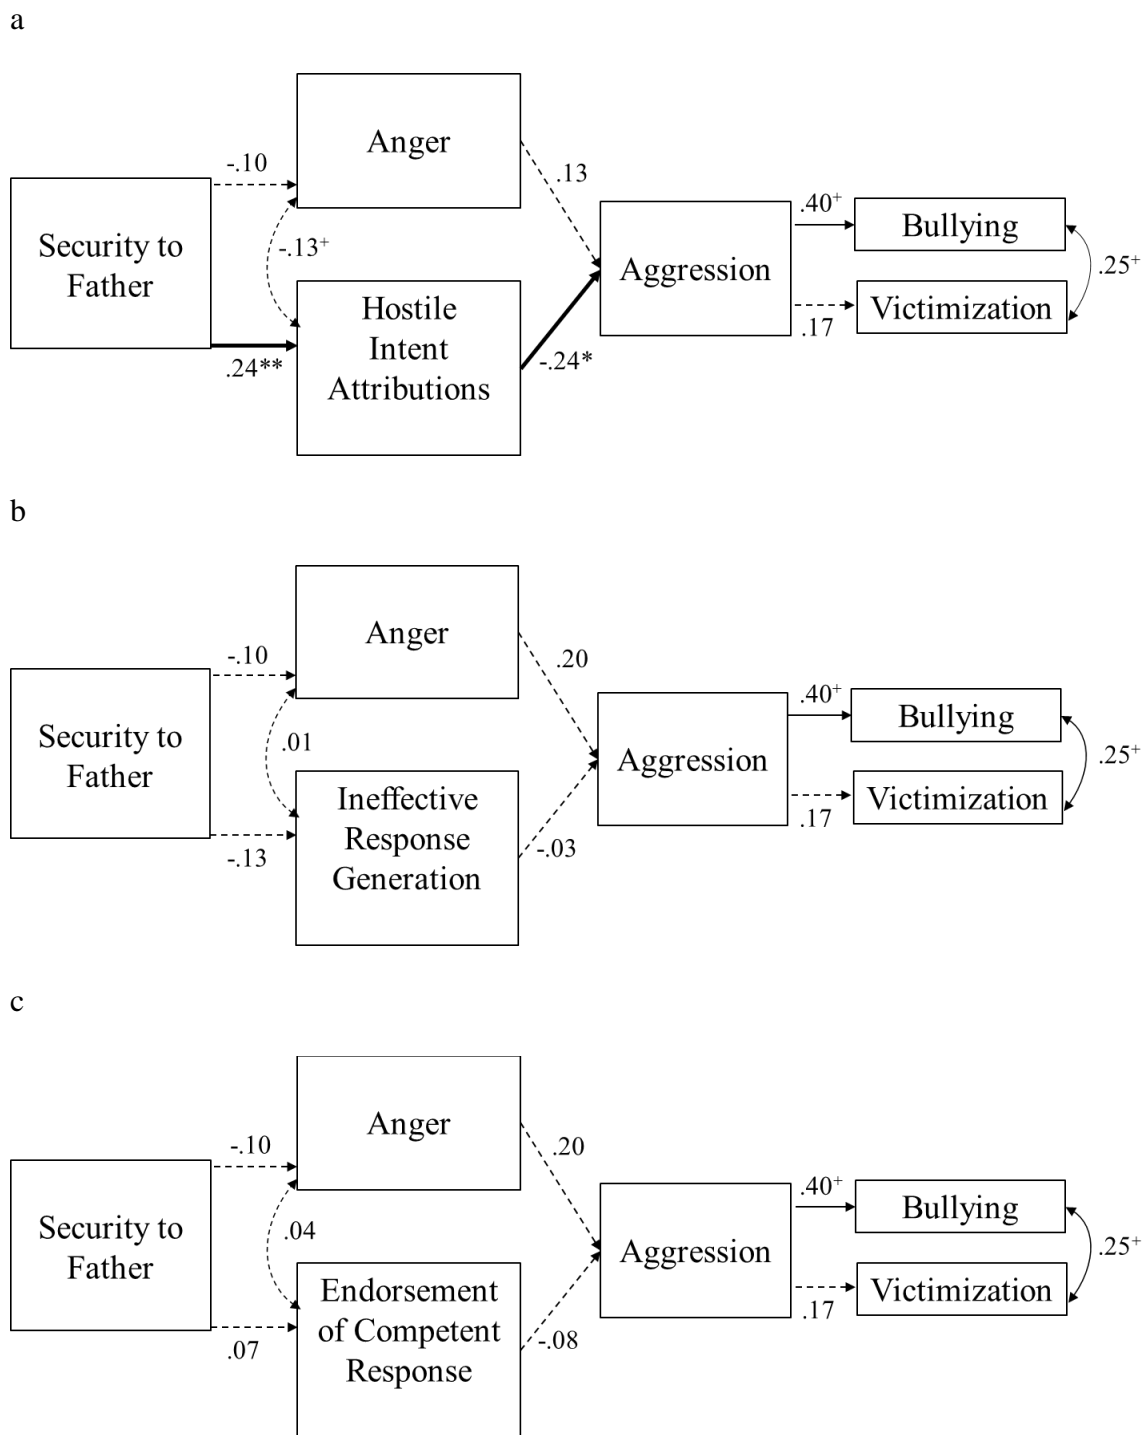 a
Anger
-.10
.13
Security to
Father
-.13+
.40+
Bullying
Aggression
.25+
Hostile
Intent
Attributions
Victimization
.17
.24**
-.24*
b
Anger
-.10
.20
Security to
Father
.01
.40+
Bullying
Aggression
.25+
Ineffective
Response
Generation
Victimization
.17
-.13
-.03
c
Anger
-.10
.20
Security to
Father
.04
.40+
Bullying
Aggression
.25+
Endorsement
of Competent
Response
Victimization
.17
.07
-.08